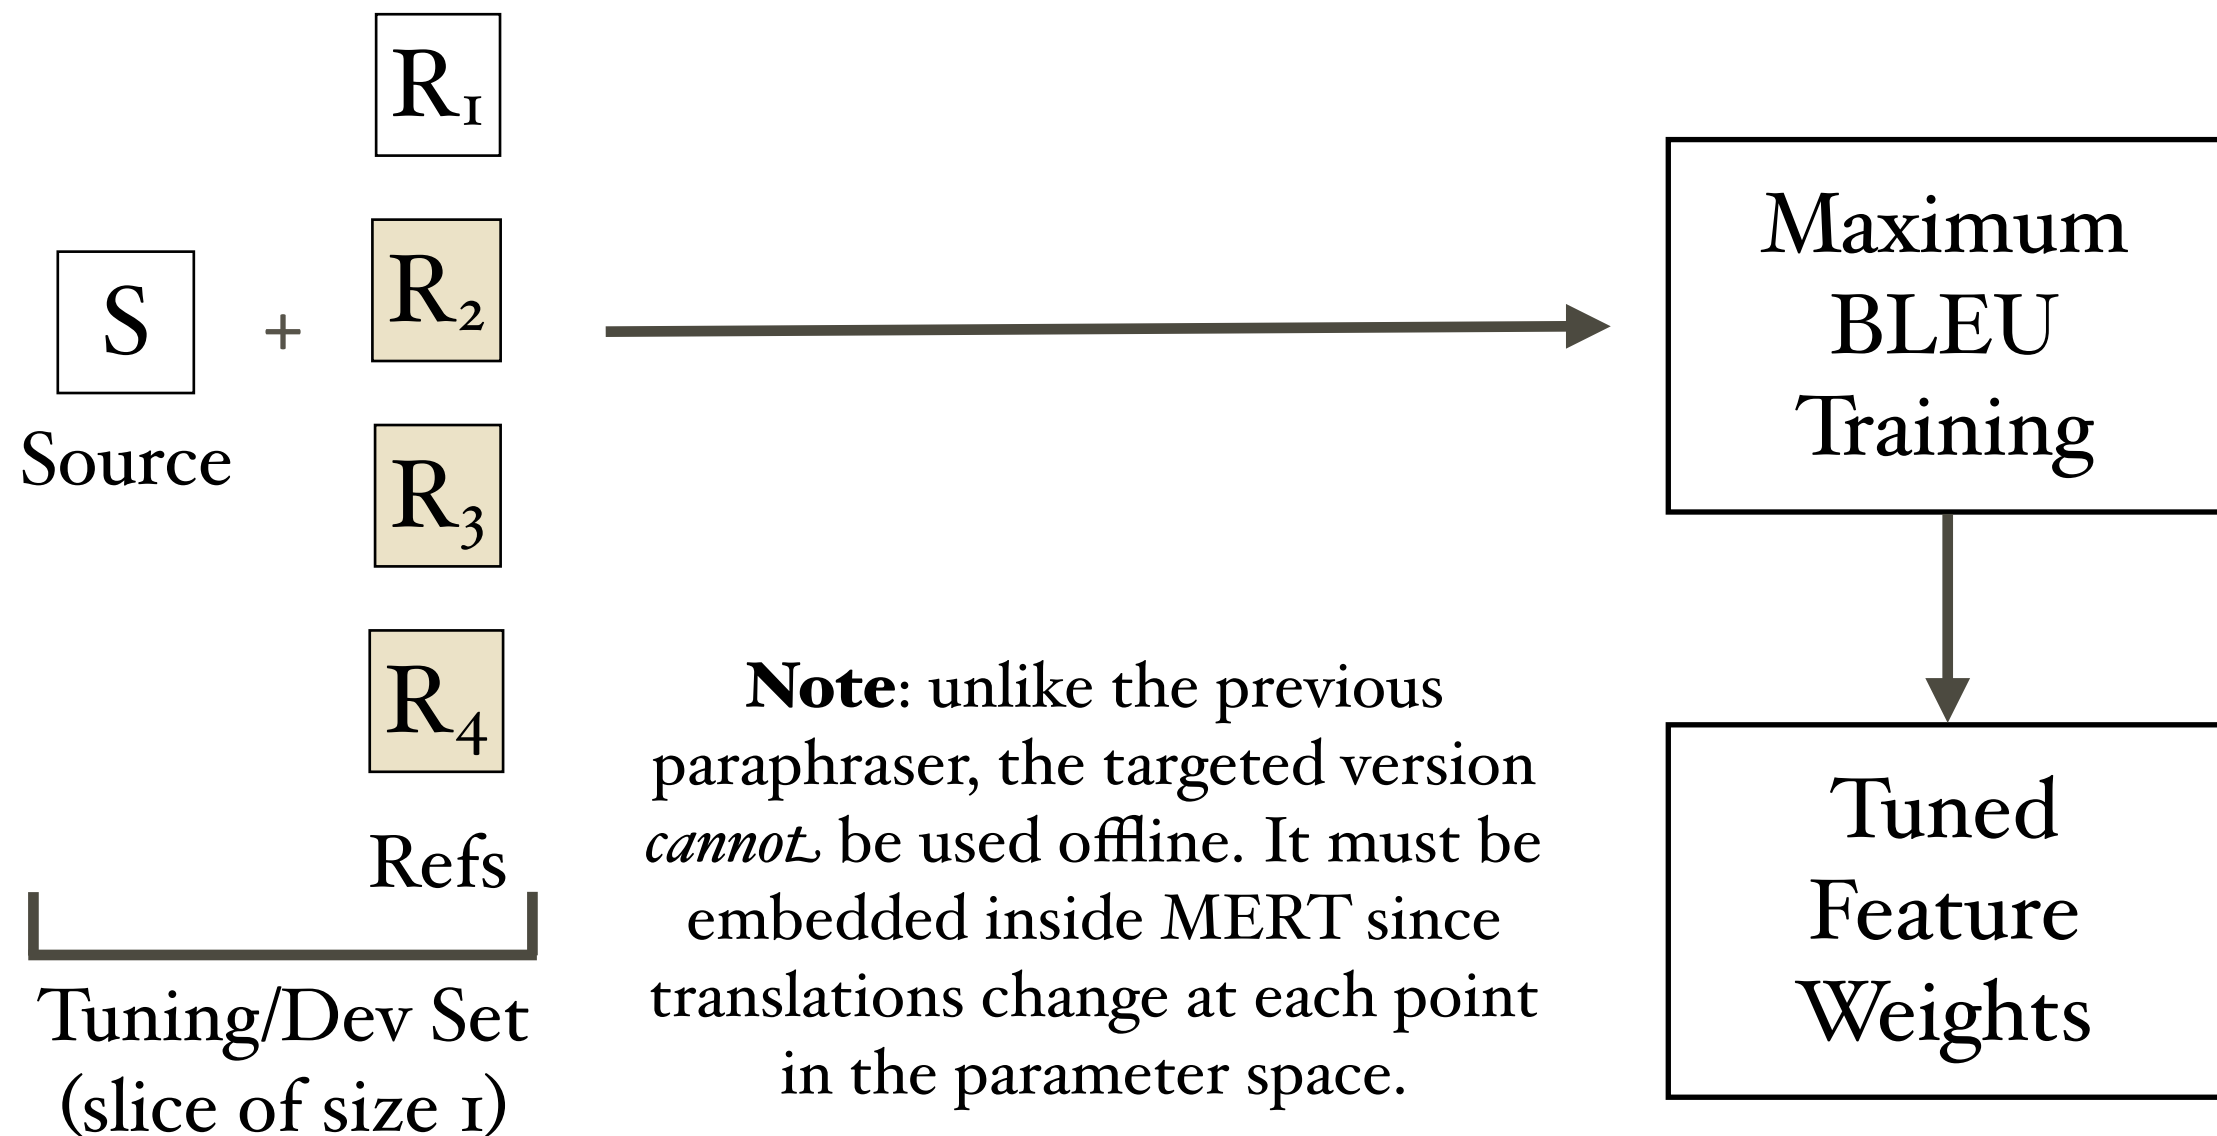 R1
R2
R3
R4
S
+
Source
Refs
Tuning/Dev Set
(slice of size 1)
Note: unlike the previous
paraphraser, the targeted version
cannot be used offline. It must be
embedded inside MERT since
translations change at each point
in the parameter space.
Maximum
BLEU
Training
Tuned
Feature
Weights